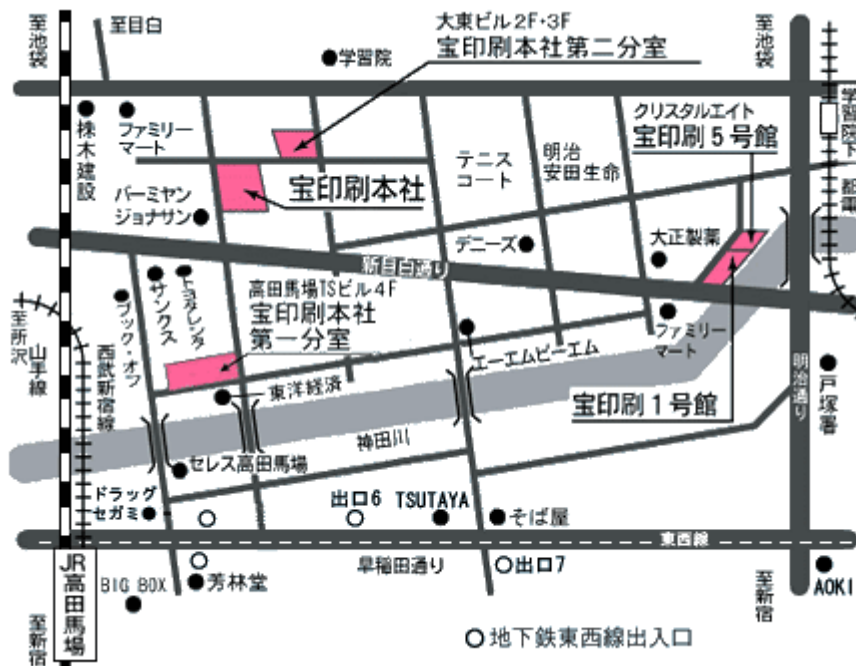 至池袋
至目白
学習院
大東ビル2F・3F
宝印刷本社第二分室
至池袋
学習院下
都電
株木建設
ファミリー
マート
クリスタルエイト
宝印刷5号館
テニス
コート
明治
安田生命
宝印刷本社
バーミヤン
ジョナサン
デニーズ
大正製薬
新目白通り
トヨタレンタ
サンクス
ブック・オフ
高田馬場TSビル4F
宝印刷本社
第一分室
至所沢
山手線
西武新宿線
エーエムピーエム
ファミリー
マート
明治通り
戸塚署
東洋経済
宝印刷1号館
神田川
セレス高田馬場
ドラッグ
セガミ
出口6
TSUTAYA
そば屋
東西線
JR高田馬場
BIG BOX
芳林堂
早稲田通り
出口7
至新宿
AOKI
至新宿
○地下鉄東西線出入口